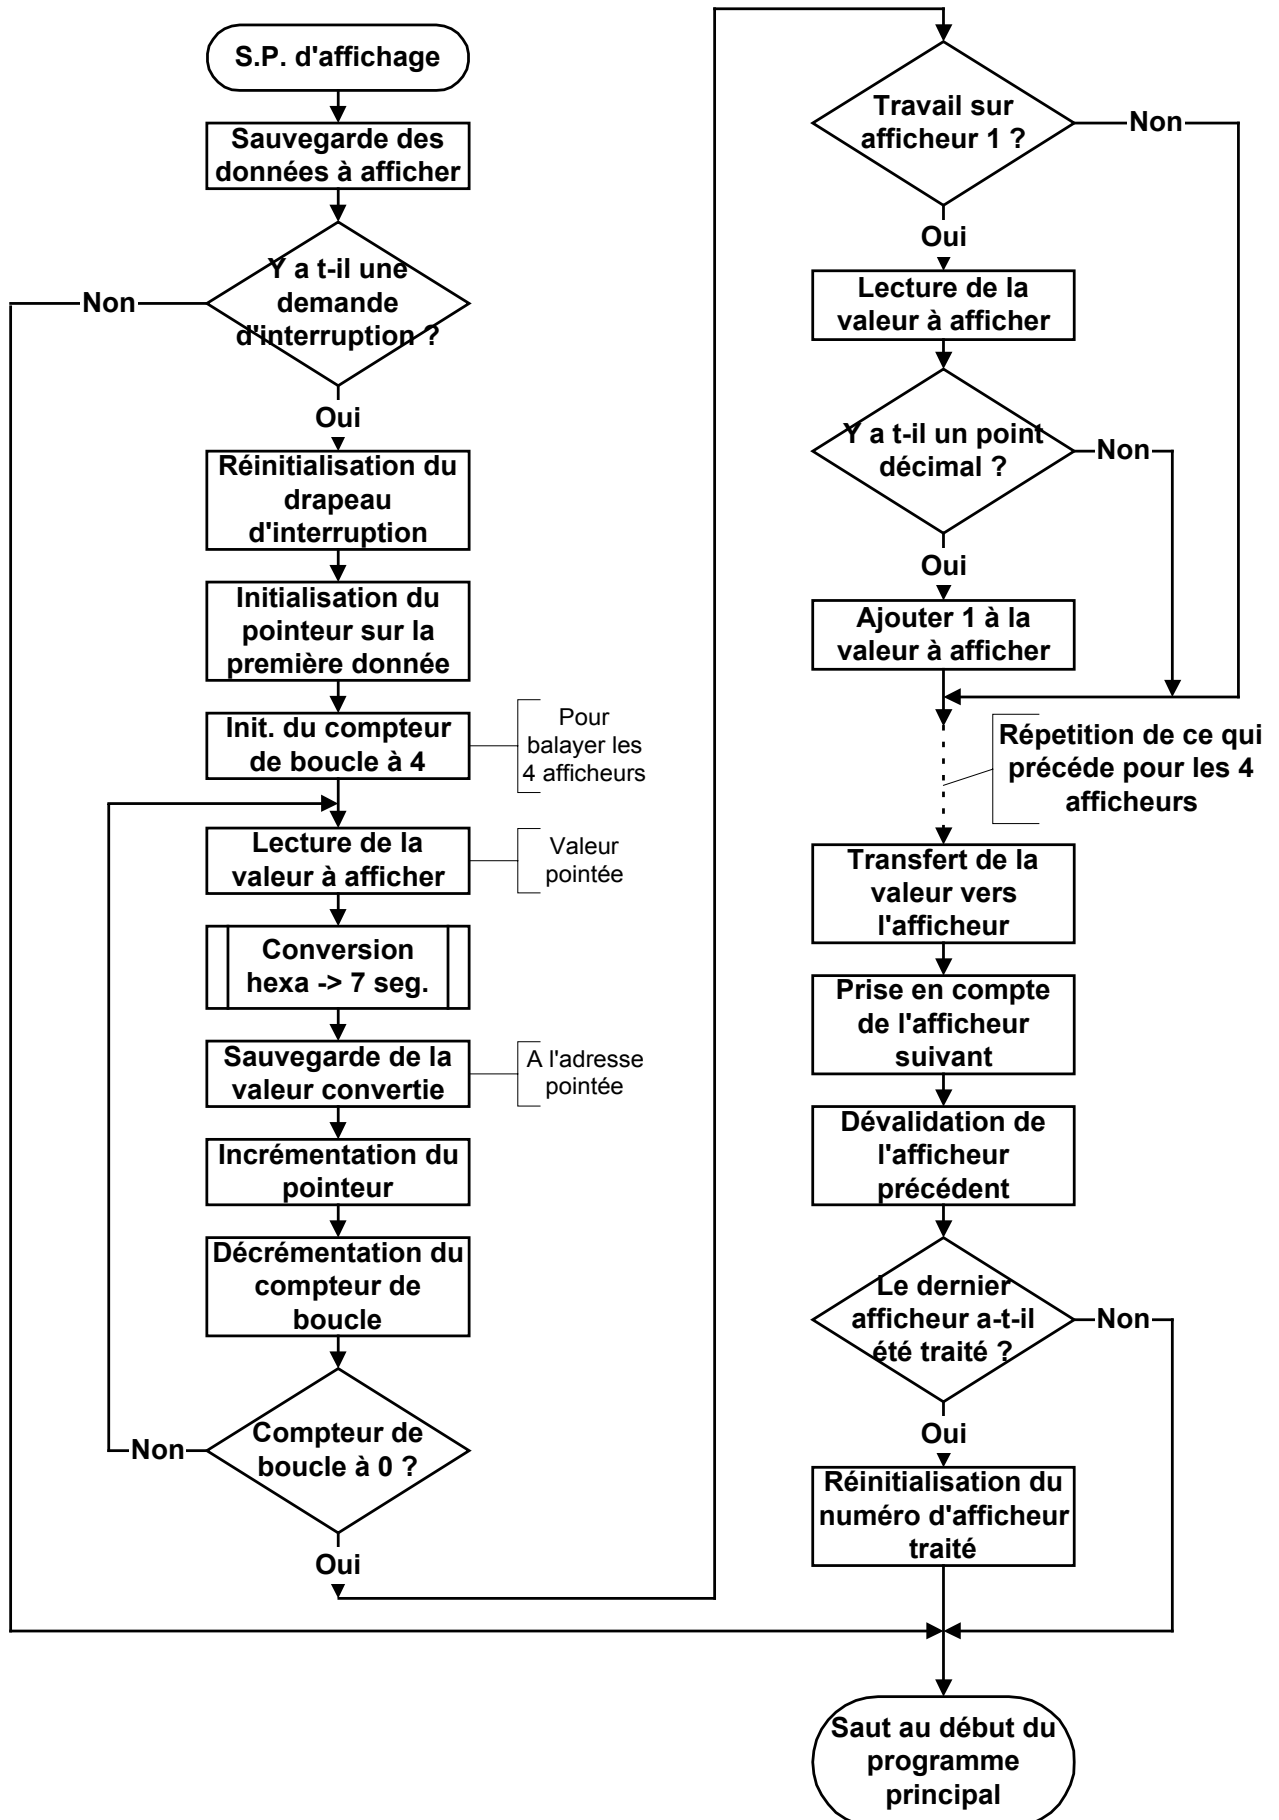 S.P. d'affichage
Sauvegarde des
données à afficher
Y a t-il une
demande
d'interruption ?
Non
Oui
Réinitialisation du
drapeau
d'interruption
Initialisation du
pointeur sur la
première donnée
Init. du compteur
de boucle à 4
Pour
balayer les
4 afficheurs
Lecture de la
valeur à afficher
Valeur
pointée
Conversion
hexa -> 7 seg.
Sauvegarde de la
valeur convertie
A l'adresse
pointée
Incrémentation du
pointeur
Décrémentation du
compteur de
boucle
Compteur de
boucle à 0 ?
Non
Oui
Travail sur
afficheur 1 ?
Non
Oui
Lecture de la
valeur à afficher
Y a t-il un point
décimal ?
Non
Oui
Ajouter 1 à la
valeur à afficher
Répetition de ce qui
précéde pour les 4
afficheurs
Transfert de la
valeur vers
l'afficheur
Prise en compte
de l'afficheur
suivant
Dévalidation de
l'afficheur
précédent
Le dernier
afficheur a-t-il
été traité ?
Non
Oui
Réinitialisation du
numéro d'afficheur
traité
Saut au début du
programme
principal